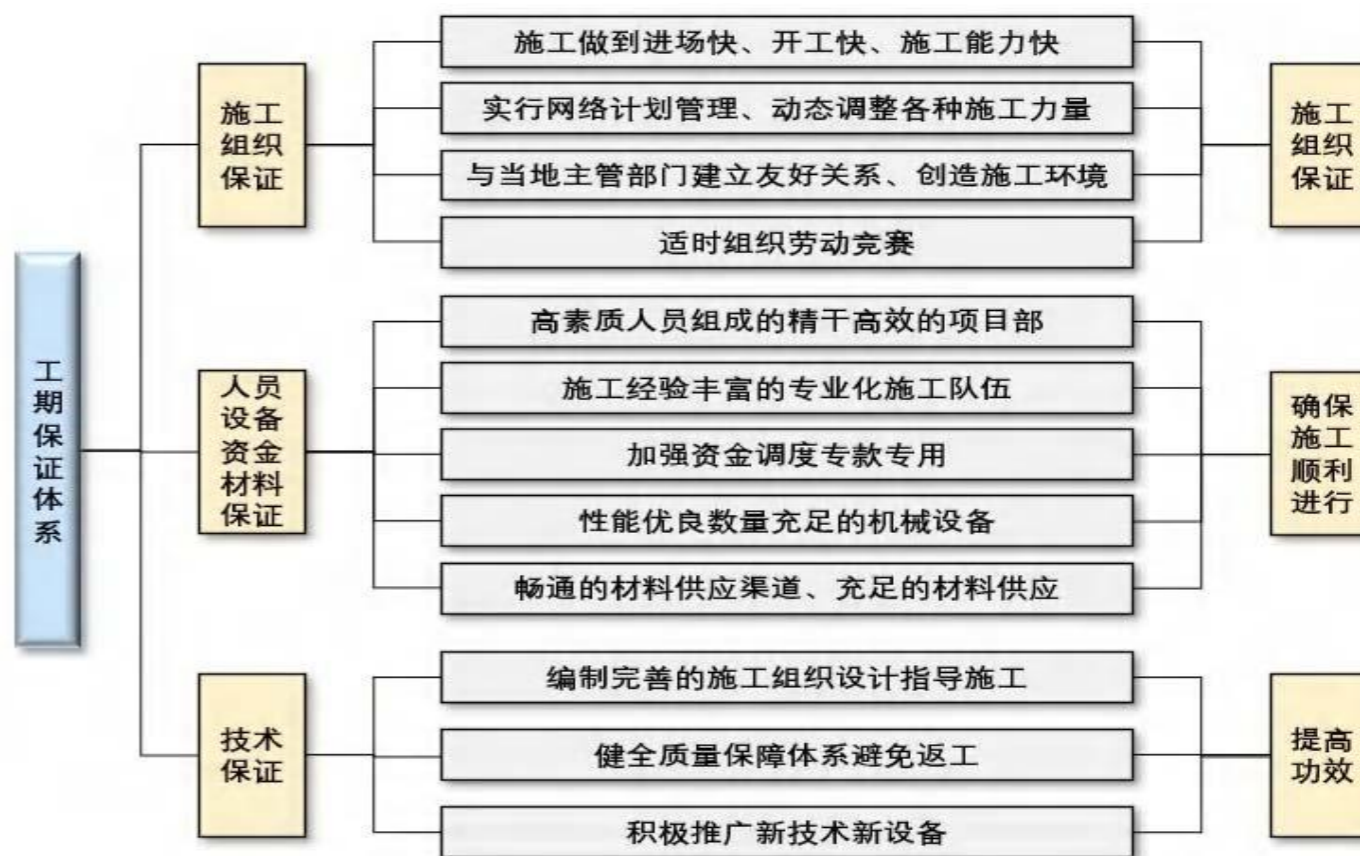 工期保证体系
施工
组织
保证
施工做到进场快、开工快、施工能力快
实行网络计划管理、动态调整各种施工力量
与当地主管部门建立友好关系、创造施工环境
适时组织劳动竞赛
施工
组织
保证
人员
设备
资金
材料
保证
高素质人员组成的精干高效的项目部
施工经验丰富的专业化施工队伍
加强资金调度专款专用
性能优良数量充足的机械设备
畅通的材料供应渠道、充足的材料供应
确保
施工
顺利
进行
技术
保证
编制完善的施工组织设计指导施工
健全质量保障体系避免返工
积极推广新技术新设备
提高
功效